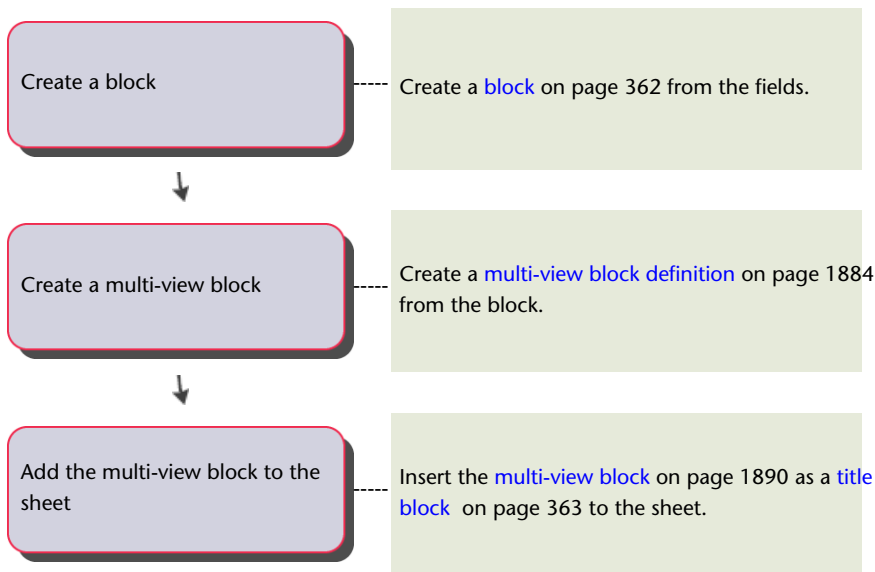 Create a block
Create a block on page 362 from the fields.
Create a multi-view block
Create a multi-view block definition on page 1884
from the block.
Add the multi-view block to the
sheet
Insert the multi-view block on page 1890 as a title
block on page 363 to the sheet.